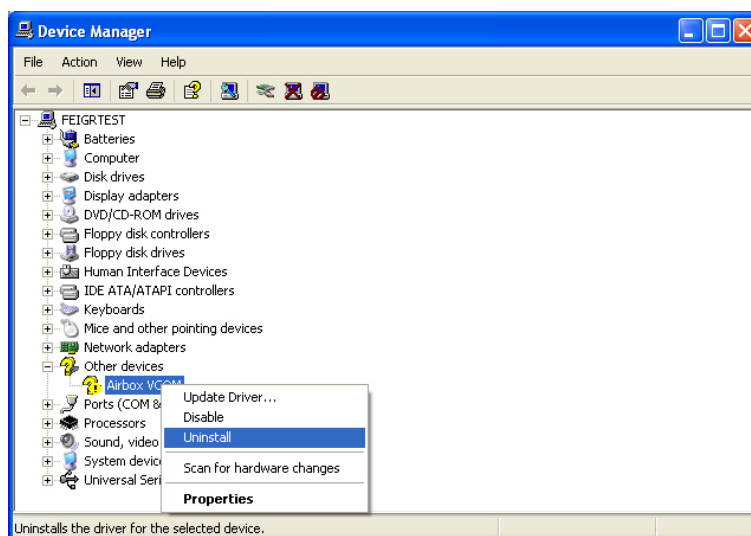 Device Manager
File Action View Help
FEIGRTEST
Batteries
Computer
Disk drives
Display adapters
DVD/CD-ROM drives
Floppy disk controllers
Floppy disk drives
Human Interface Devices
IDE ATA/ATAPI controllers
Keyboards
Mice and other pointing devices
Network adapters
Other devices
Airbox VCOM
Ports (COM &
Processors
Sound, video
System devic
Universal Seri
Update Driver...
Disable
Uninstall
Scan for hardware changes
Properties
Uninstalls the driver for the selected device.